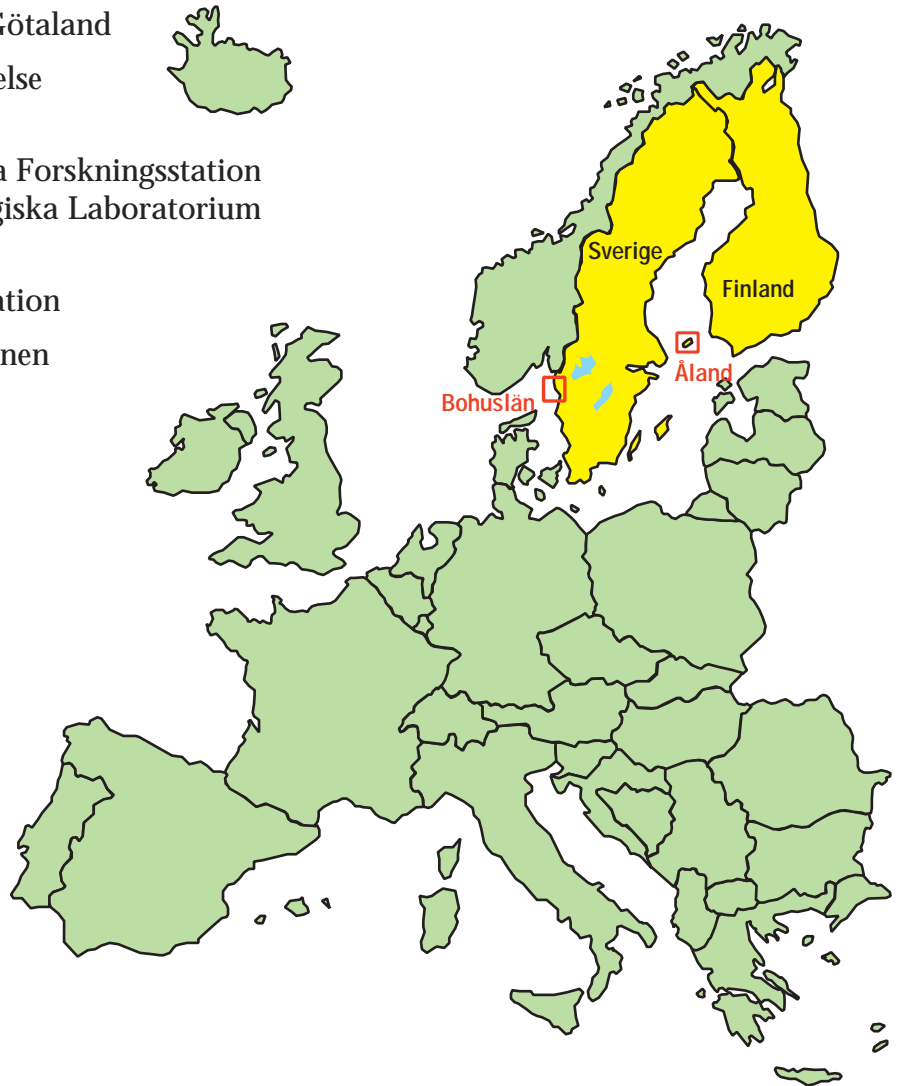 Götaland
else
a Forskningsstation
giska Laboratorium
ation
nen
Sverige
Finland
Åland
Bohuslän